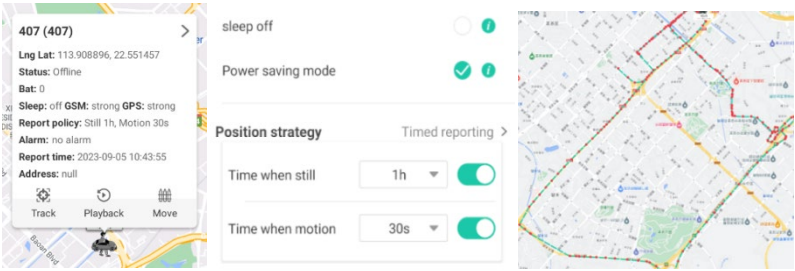 407 (407)
Lng Lat: 113.908896, 22.551457
Status: Offline
Bat: 0
Sleep: off GSM: strong GPS: strong
Report policy: Still 1h, Motion 30s
Alarm: no alarm
Report time: 2023-09-05 10:43:55
Address: null
Track Playback Move
Baoan Blvd
sleep off
Power saving mode
Position strategy Timed reporting
Time when still 1h
Time when motion 30s